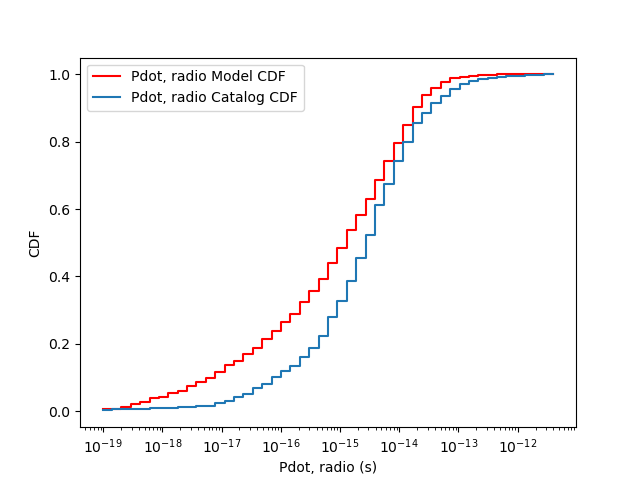 Pdot, radio Model CDF
Pdot, radio Catalog CDF
1.0
0.8
0.6
0.4
0.2
0.0
CDF
10⁻¹⁹ 10⁻¹⁸ 10⁻¹⁷ 10⁻¹⁶ 10⁻¹⁵ 10⁻¹⁴ 10⁻¹³ 10⁻¹²
Pdot, radio (s)